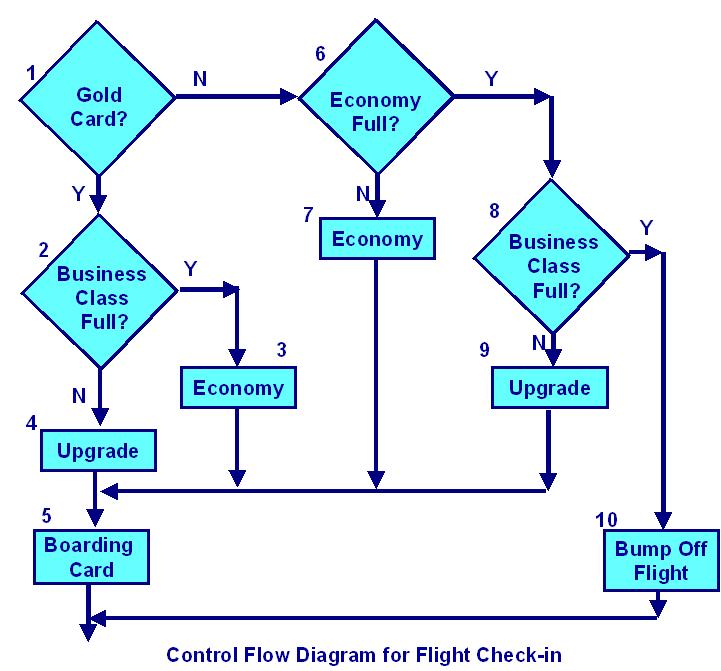 1
Gold
Card?
N
6
Economy
Full?
Y
Y
N
2
Business
Class
Full?
Y
7
Economy
8
Business
Class
Full?
Y
3
Economy
N
9
Upgrade
N
4
Upgrade
5
Boarding
Card
10
Bump Off
Flight
Control Flow Diagram for Flight Check-in